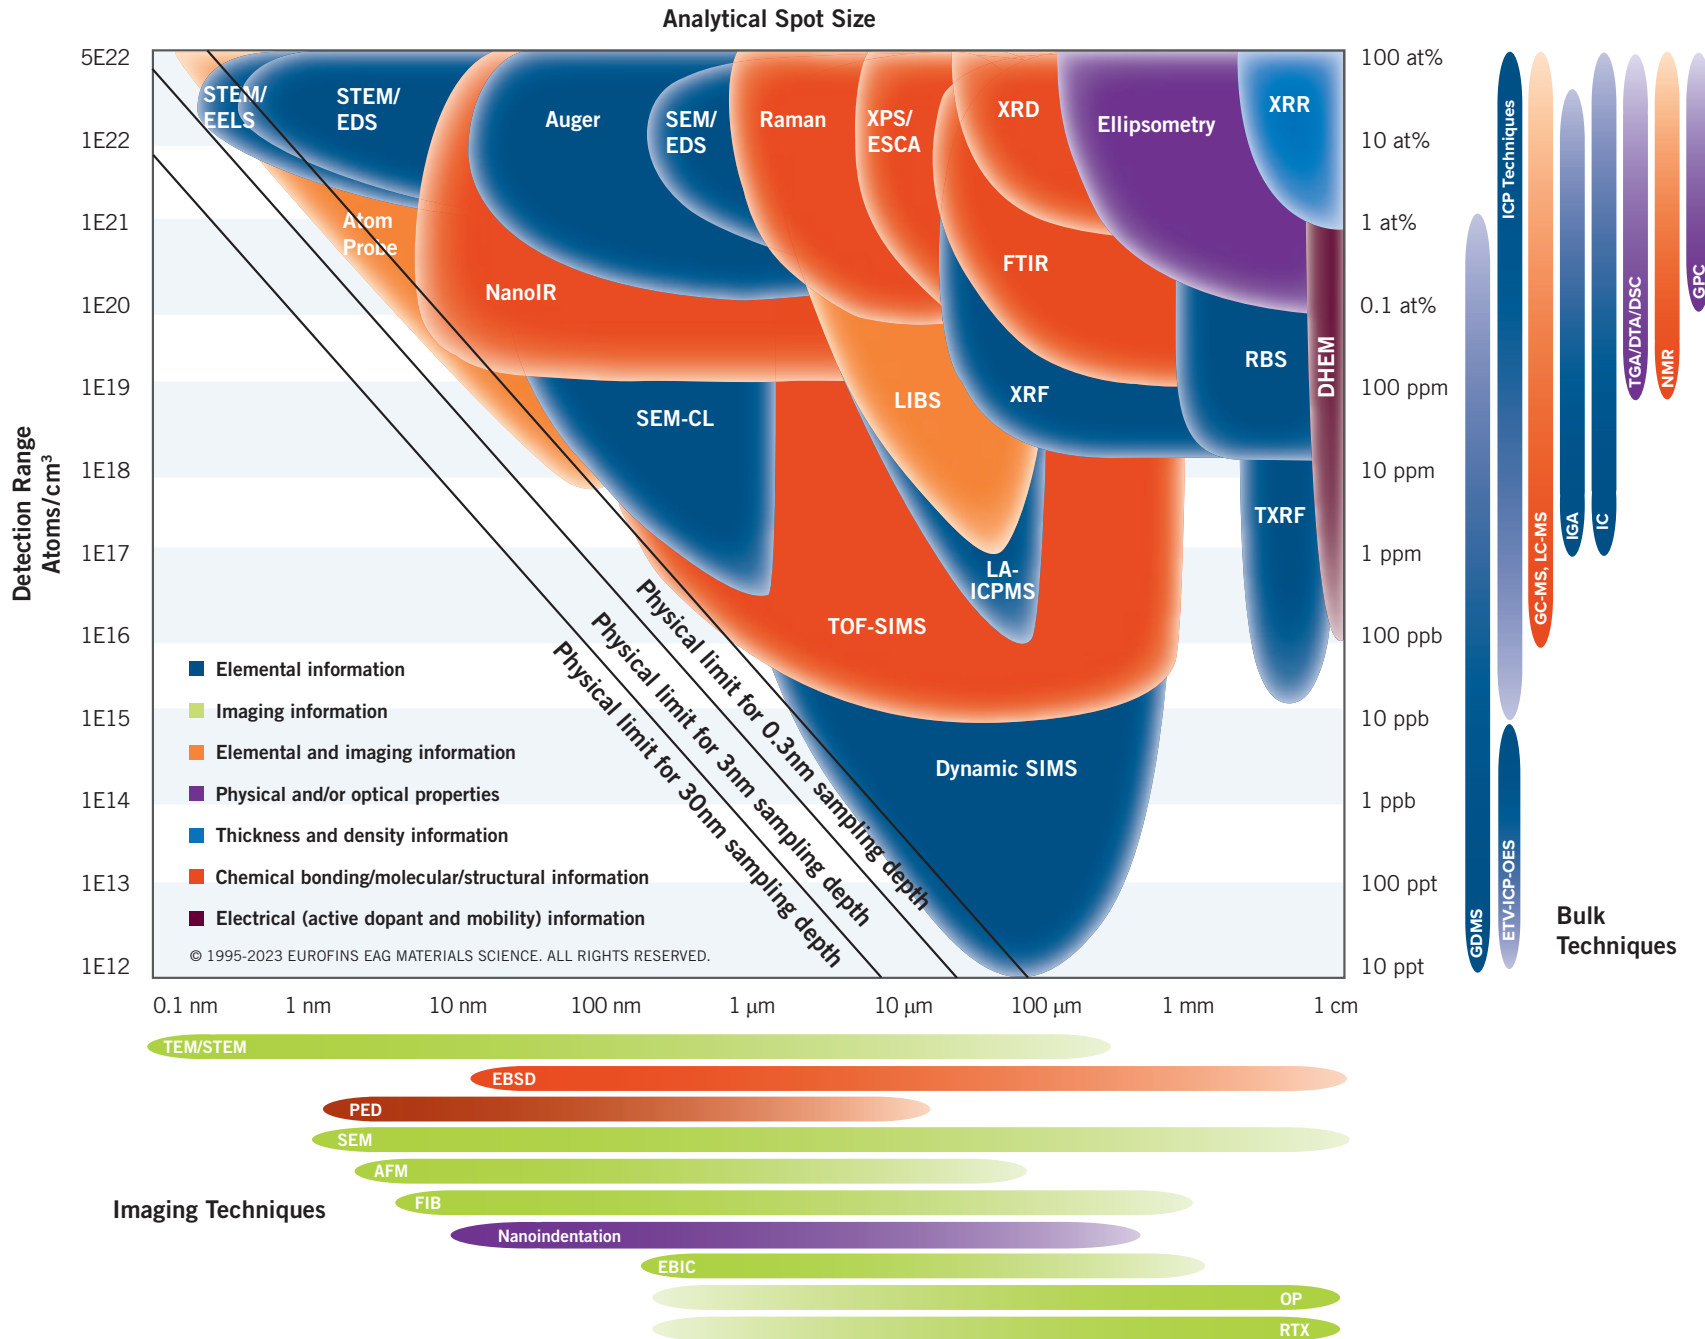 Analytical Spot Size
Detection Range
Atoms/cm³
5E22
1E22
1E21
1E20
1E19
1E18
1E17
1E16
1E15
1E14
1E13
1E12
100 at%
10 at%
1 at%
0.1 at%
100 ppm
10 ppm
1 ppm
100 ppb
10 ppb
1 ppb
100 ppt
10 ppt
STEM/
EELS
STEM/
EDS
Auger
SEM/
EDS
Raman
XPS/
ESCA
XRD
Ellipsometry
XRR
Atom
Probe
NanoIR
FTIR
SEM-CL
LIBS
XRF
RBS
DHEM
TXRF
LA-
ICPMS
TOF-SIMS
Dynamic SIMS
Physical limit for 0.3nm sampling depth
Physical limit for 3nm sampling depth
Physical limit for 30nm sampling depth
Elemental information
Imaging information
Elemental and imaging information
Physical and/or optical properties
Thickness and density information
Chemical bonding/molecular/structural information
Electrical (active dopant and mobility) information
© 1995-2023 EUROFINS EAG MATERIALS SCIENCE. ALL RIGHTS RESERVED.
0.1 nm
1 nm
10 nm
100 nm
1 µm
10 µm
100 µm
1 mm
1 cm
GDMS
ICP Techniques
ETV-ICP-OES
GC-MS, LC-MS
IGA
IC
TGA/DTA/DSC
NMR
GPC
Bulk
Techniques
Imaging Techniques
TEM/STEM
EBSD
PED
SEM
AFM
FIB
Nanoindentation
EBIC
OP
RTX